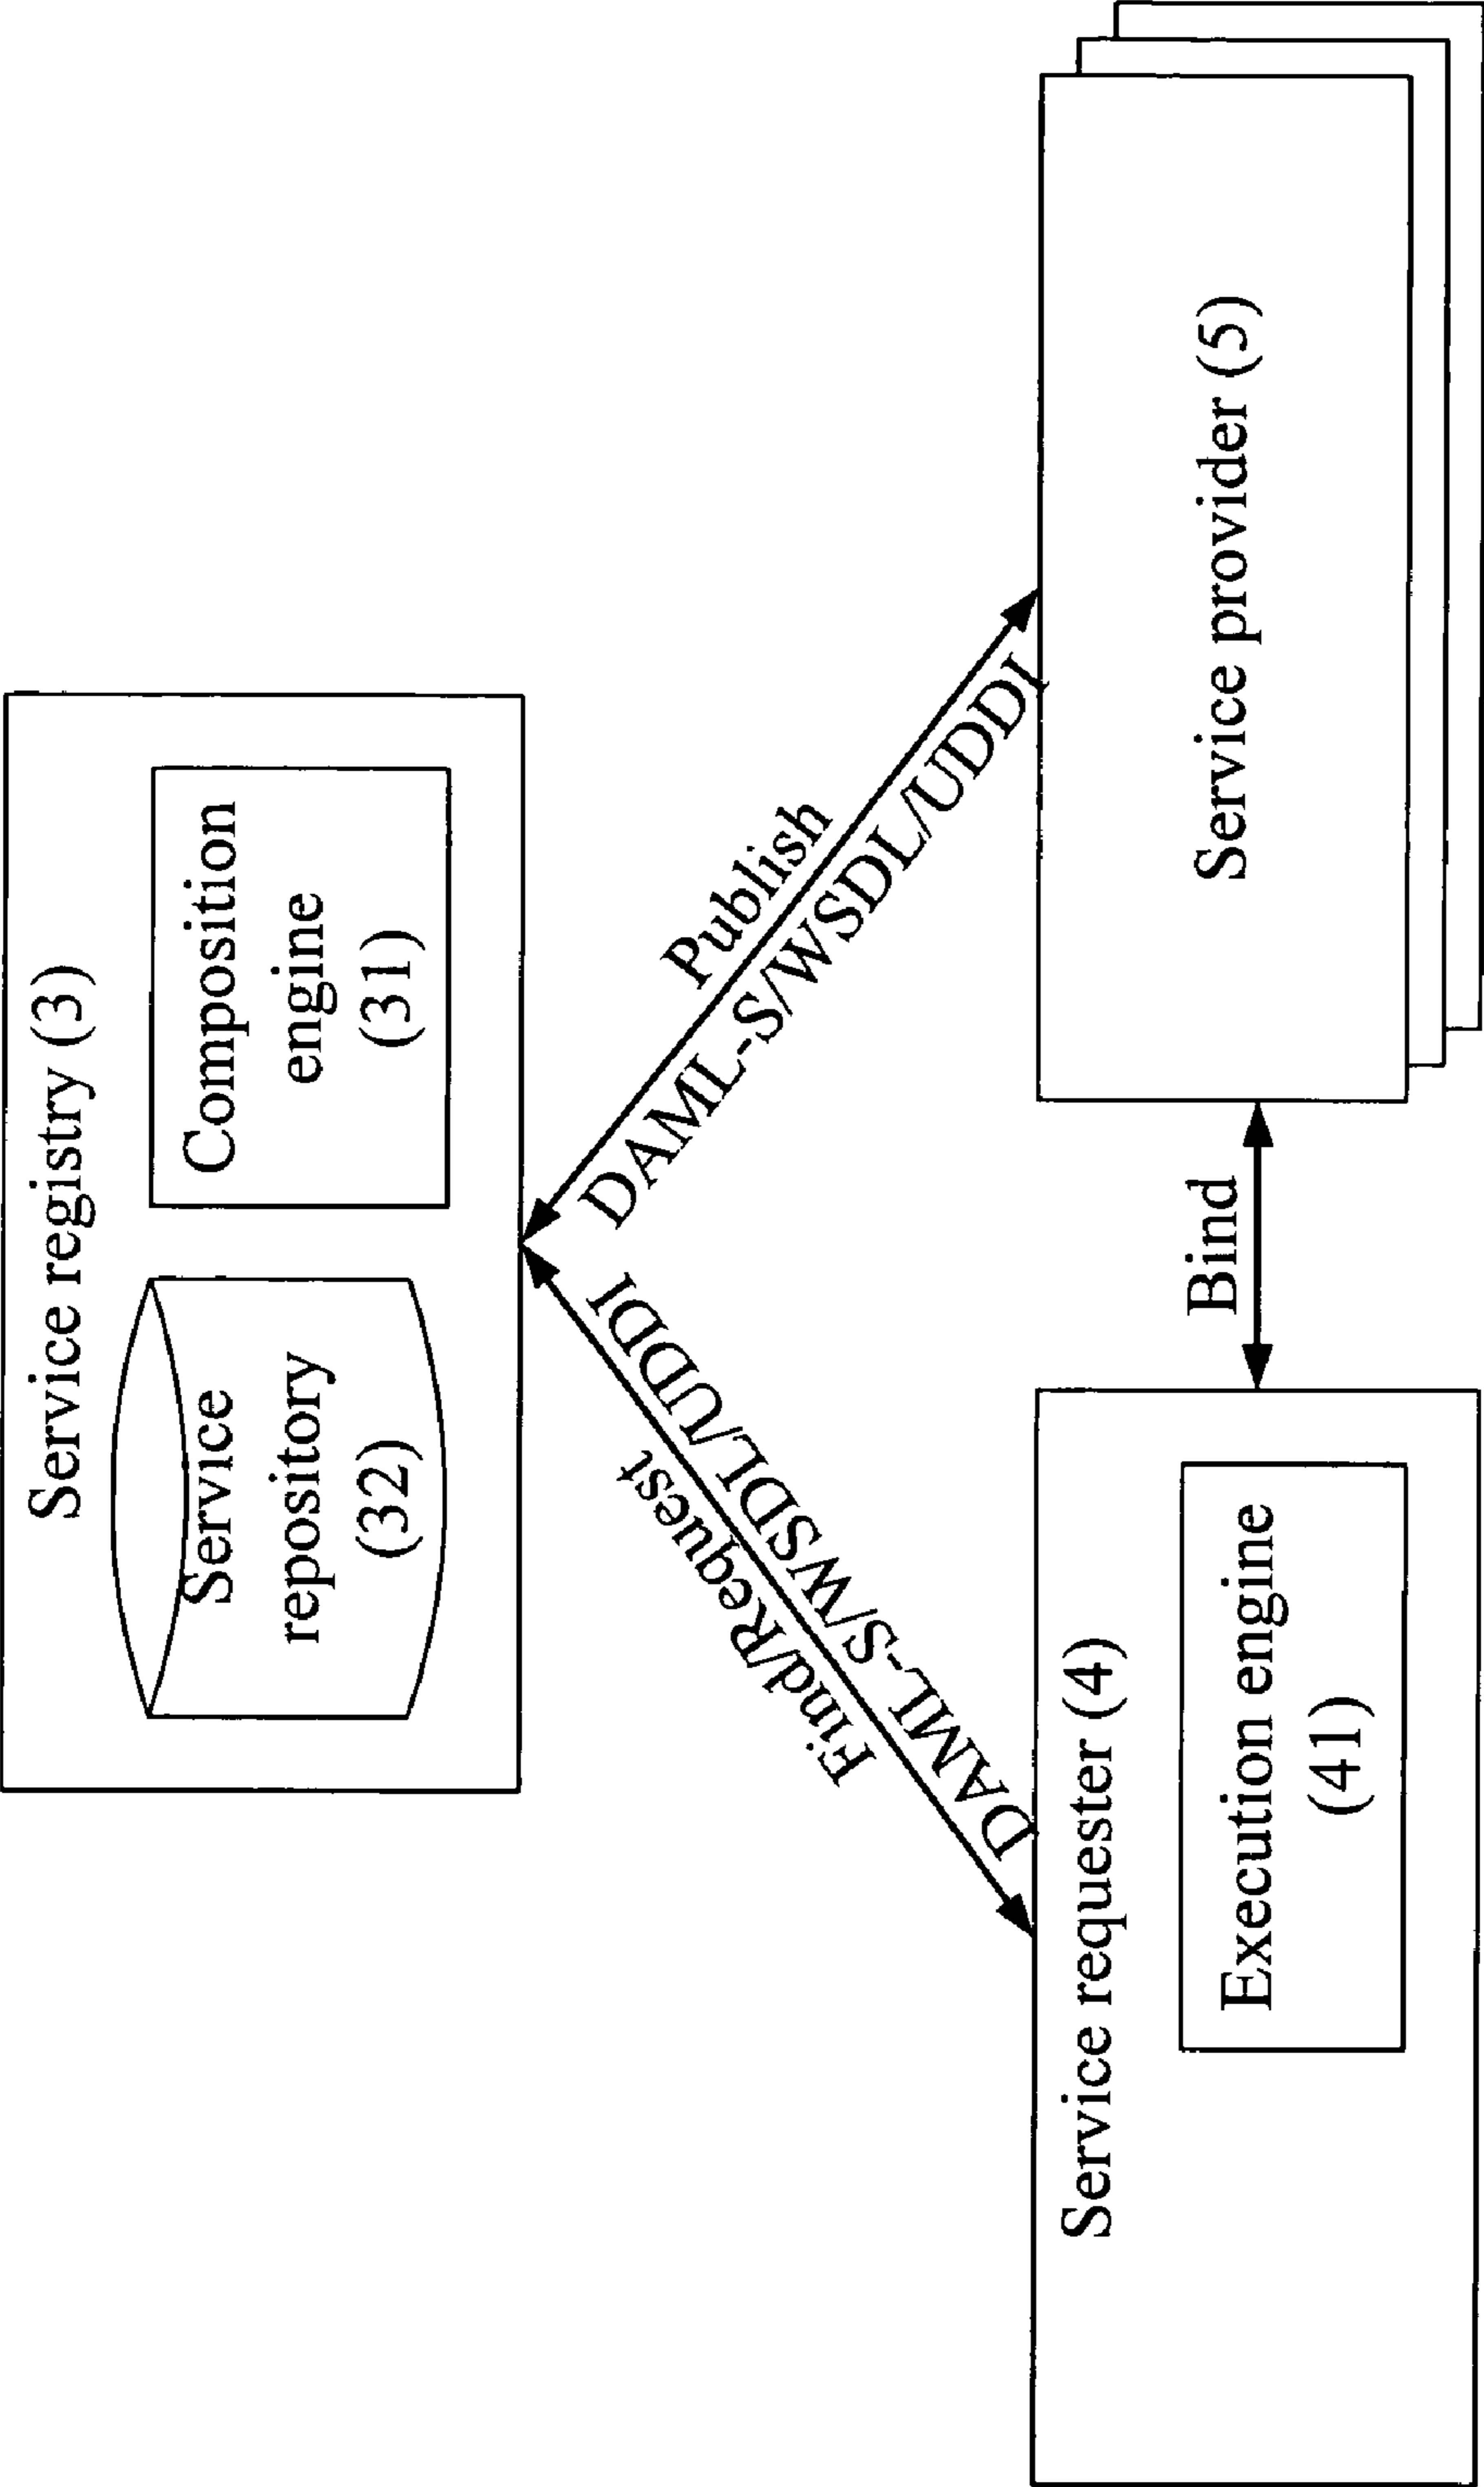 Service registry (3)
Service
repository
(32)
Composition
engine
(31)
Find/Request
DAML-S/WSDL/UDDI
Publish
DAML-S/WSDL/UDDI
Service requester (4)
Execution engine
(41)
Bind
Service provider (5)